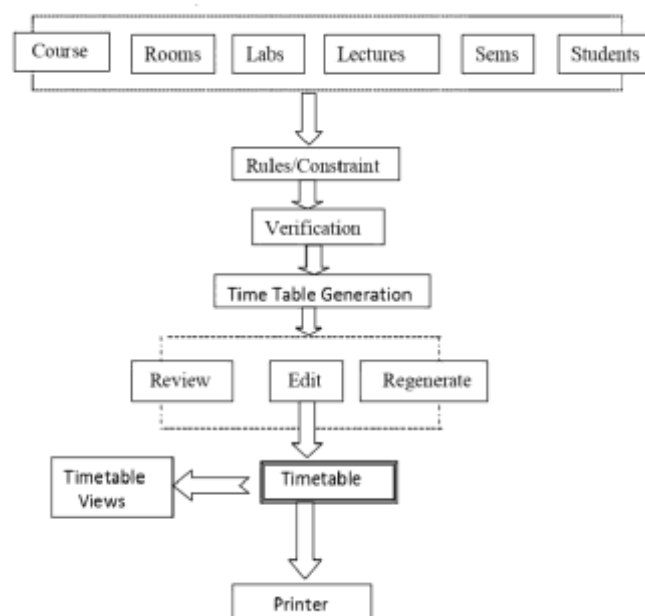 Course Rooms Labs Lectures Sems Students
Rules/Constraint
Verification
Time Table Generation
Review Edit Regenerate
Timetable
Views
Timetable
Printer